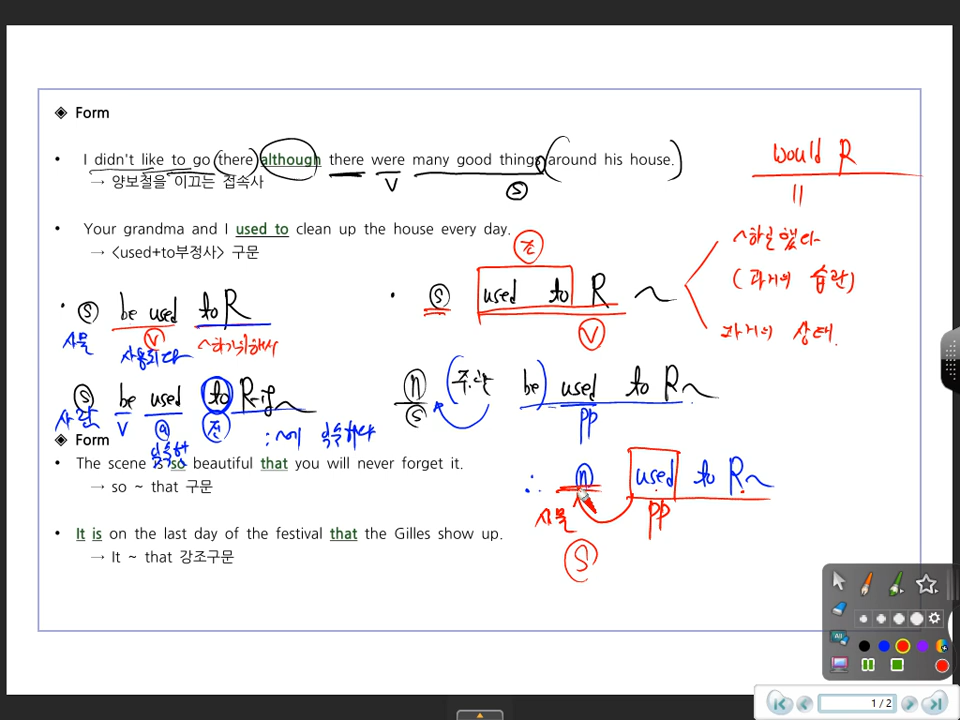 ◈ Form
• I didn't like to go (there) although there were many good things (around his house.)
V
Ⓢ
→ 양보절을 이끄는 접속사
would R
=
• Your grandma and I used to clean up the house every day.
→ <used+to부정사> 구문
조
~하곤 했다
(과거의 습관)
과거의 상태.
• Ⓢ used to R ~
V
• Ⓢ be used to R
사물 V ~하기위해서
사용되다
Ⓢ be used to R-ing ~
사람 V ⓐ 전
익숙한
: ~에 익숙하다
ⓝ (주.관 be) used to R ~
Ⓢ
pp
◈ Form
• The scene is so beautiful that you will never forget it.
→ so ~ that 구문
∴ ⓝ used to R ~
사물 pp
Ⓢ
• It is on the last day of the festival that the Gilles show up.
→ It ~ that 강조구문
All
1 / 2